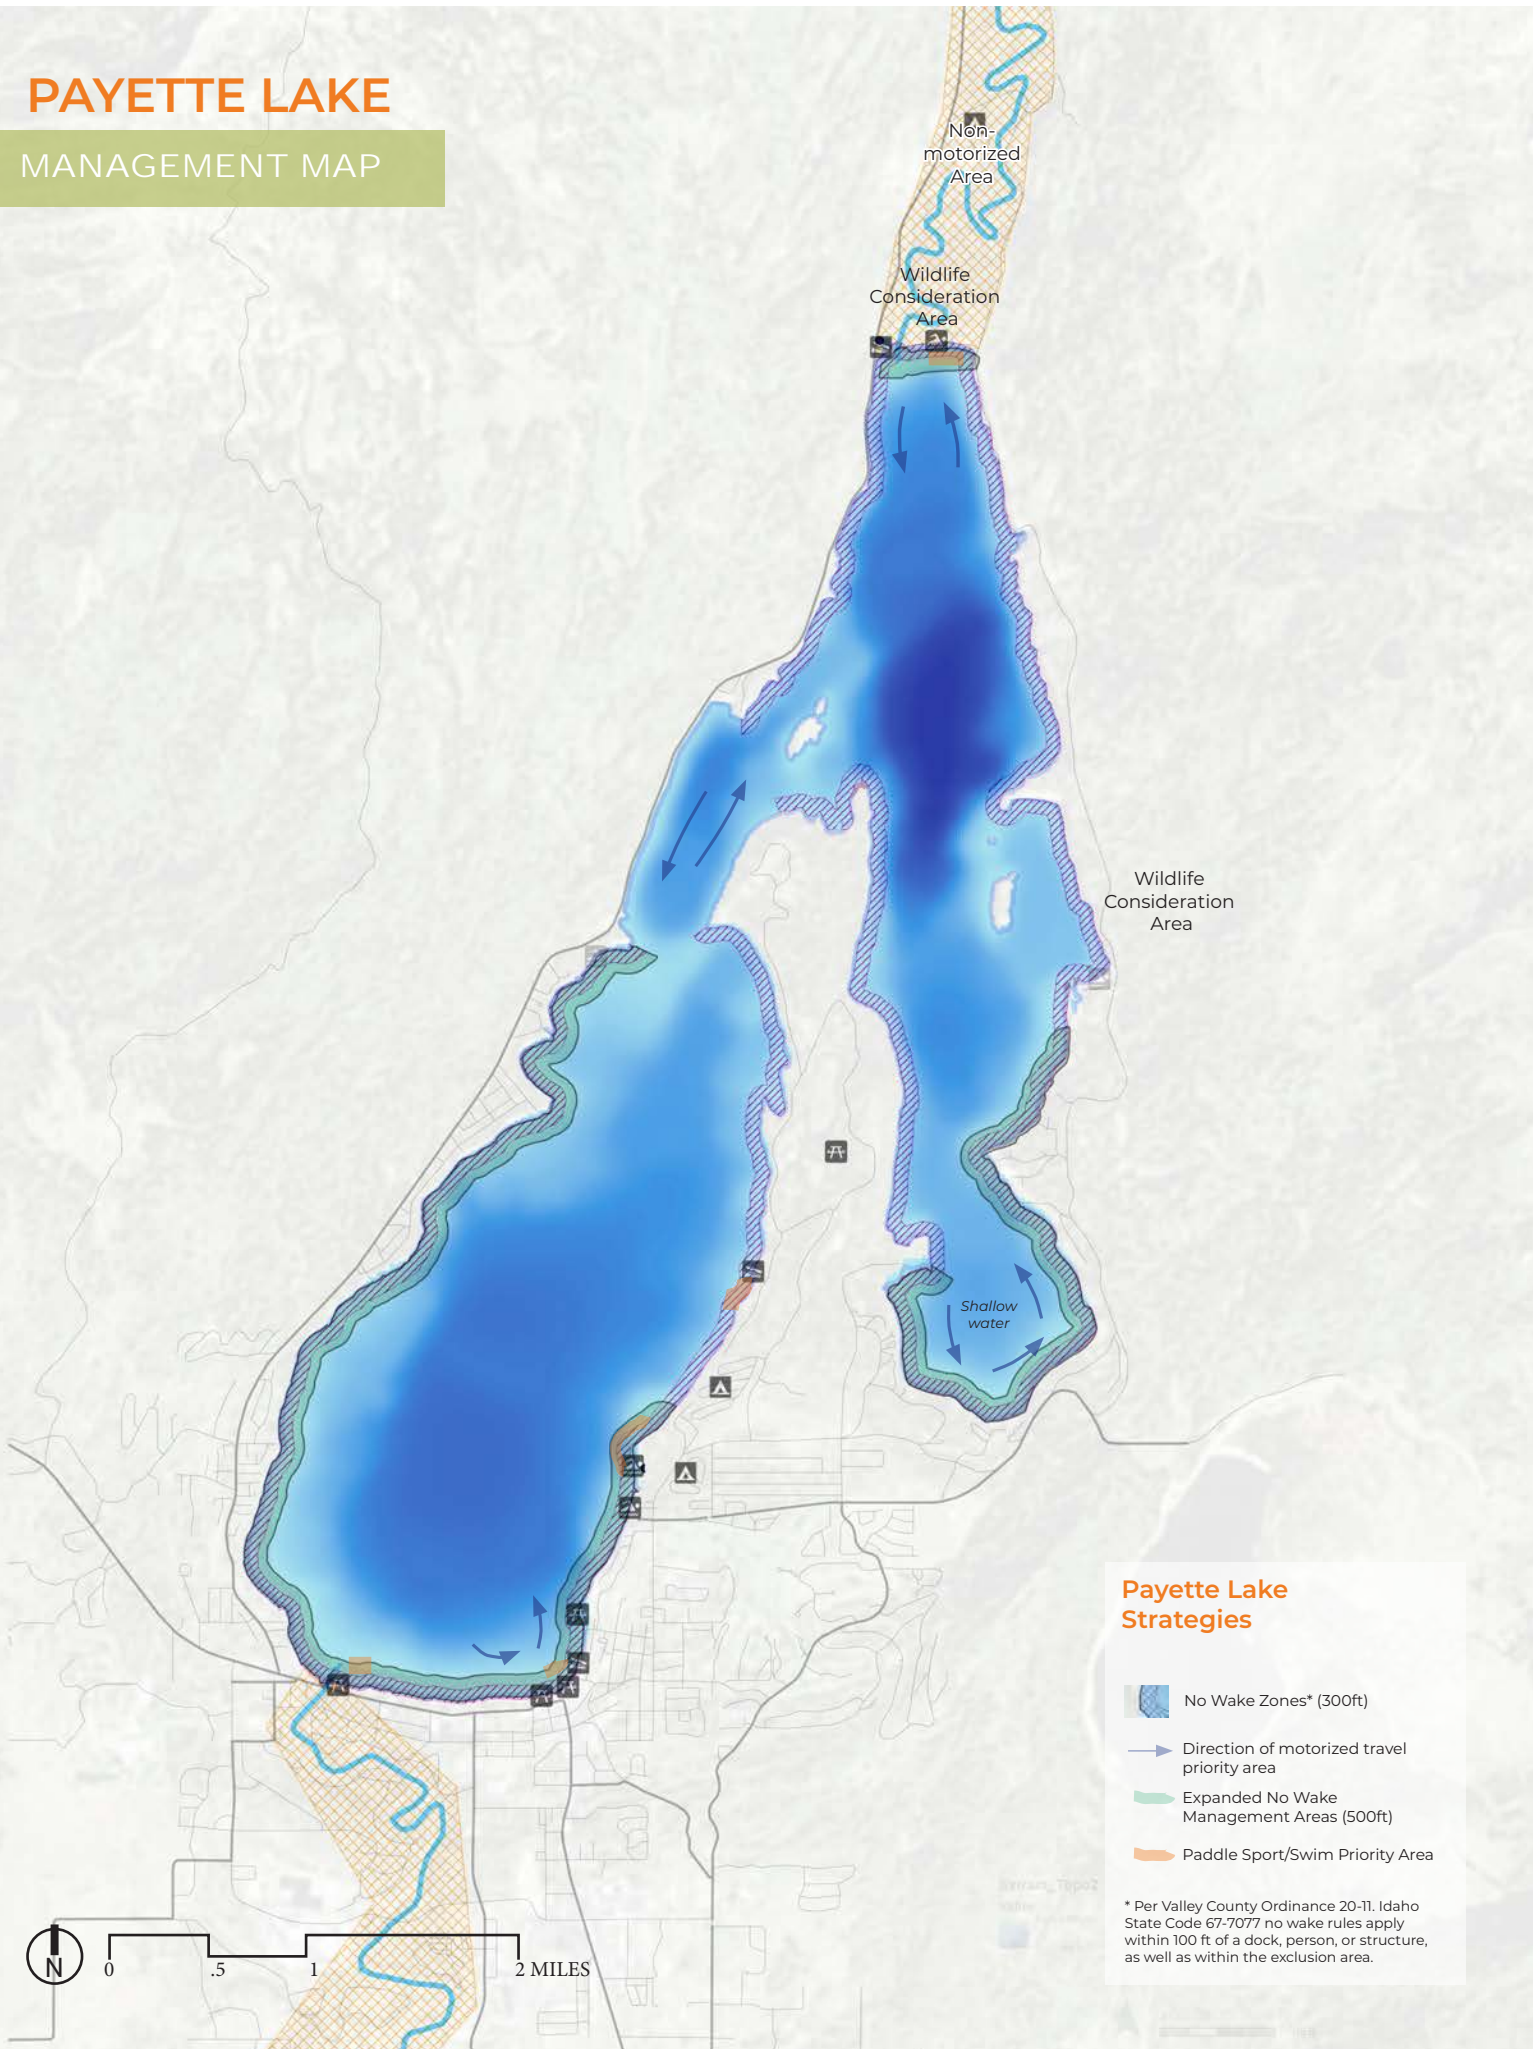 PAYETTE LAKE
MANAGEMENT MAP
Non-
motorized
Area
Wildlife
Consideration
Area
Wildlife
Consideration
Area
Shallow
water
Payette Lake
Strategies
No Wake Zones* (300ft)
Direction of motorized travel
priority area
Expanded No Wake
Management Areas (500ft)
Paddle Sport/Swim Priority Area
* Per Valley County Ordinance 20-11. Idaho
State Code 67-7077 no wake rules apply
within 100 ft of a dock, person, or structure,
as well as within the exclusion area.
N
0 .5 1 2 MILES